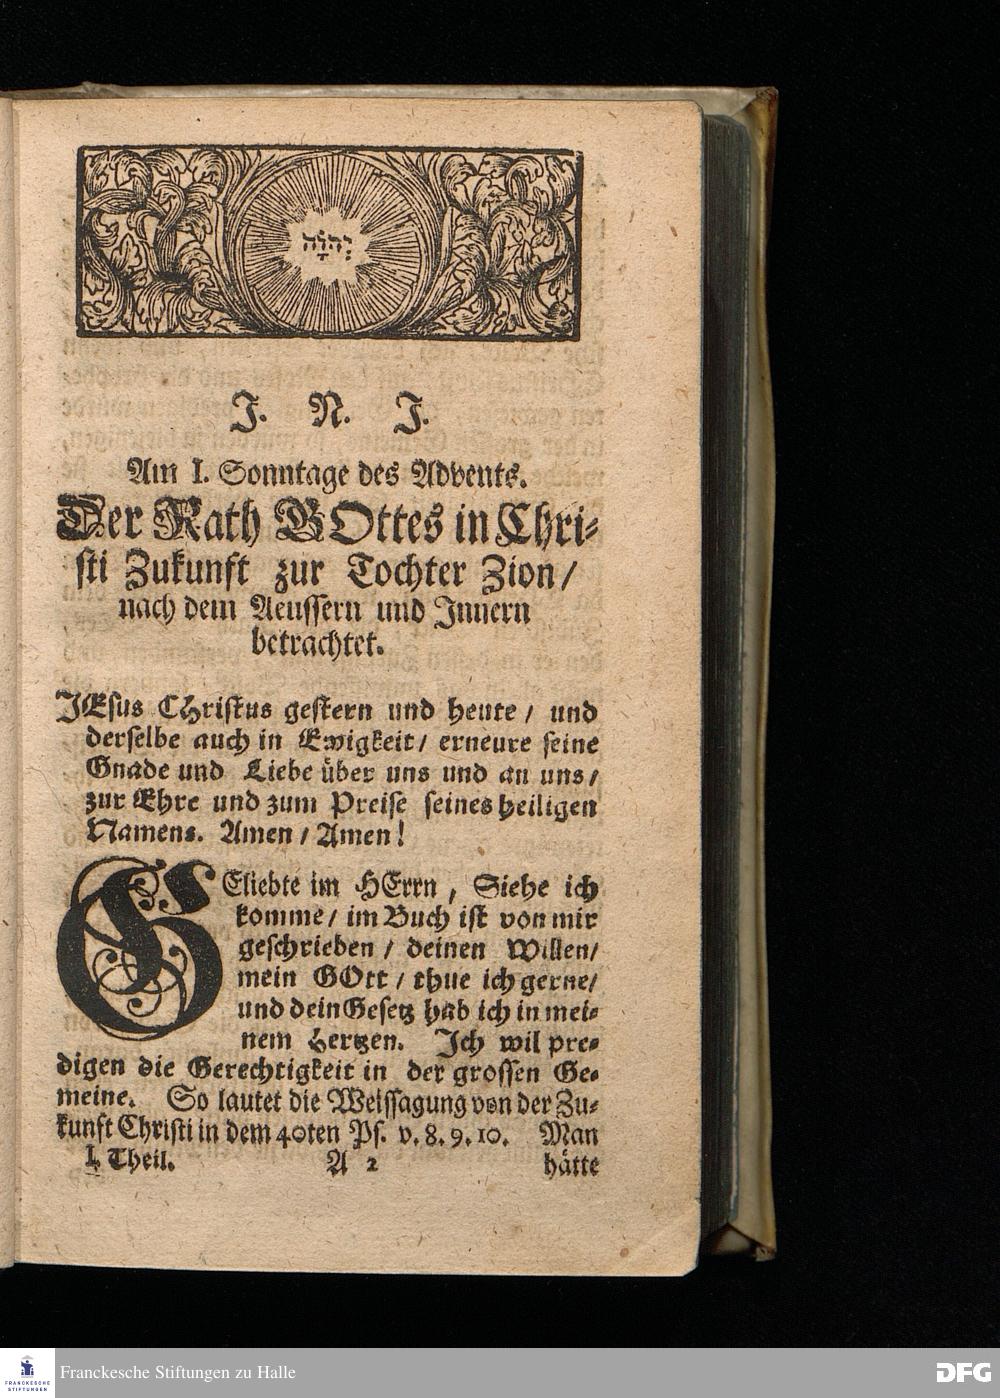 יְהֹוָה
J. N. J.
Am I. Sonntage des Advents.
Der Rath GOttes in Chri-
sti Zukunft zur Tochter Zion/
nach dem Aeussern und Innern
betrachtet.
JEsus CHristus gestern und heute/ und
derselbe auch in Ewigkeit/ erneure seine
Gnade und Liebe über uns und an uns/
zur Ehre und zum Preise seines heiligen
Namens. Amen/ Amen!
GEliebte im HErrn, Siehe ich
komme/ im Buch ist von mir
geschrieben/ deinen Willen/
mein GOtt/ thue ich gerne/
und dein Gesetz hab ich in mei-
nem Hertzen. Ich wil pre-
digen die Gerechtigkeit in der grossen Ge-
meine. So lautet die Weissagung von der Zu-
kunft Christi in dem 40ten Ps. v. 8. 9. 10. Man
I. Theil. A 2 hätte
FRANCKESCHE
STIFTUNGEN
Franckesche Stiftungen zu Halle
DFG